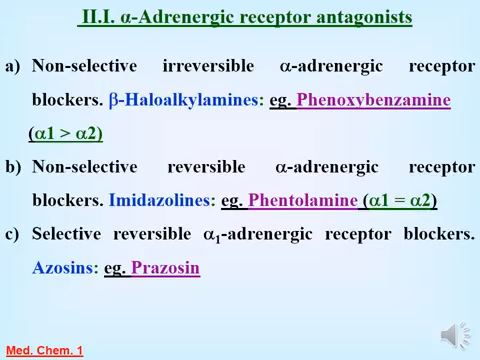 II.I. α-Adrenergic receptor antagonists
a) Non-selective irreversible α-adrenergic receptor
blockers. β-Haloalkylamines: eg. Phenoxybenzamine
(α1 > α2)
b) Non-selective reversible α-adrenergic receptor
blockers. Imidazolines: eg. Phentolamine (α1 = α2)
c) Selective reversible α₁-adrenergic receptor blockers.
Azosins: eg. Prazosin
Med. Chem. 1